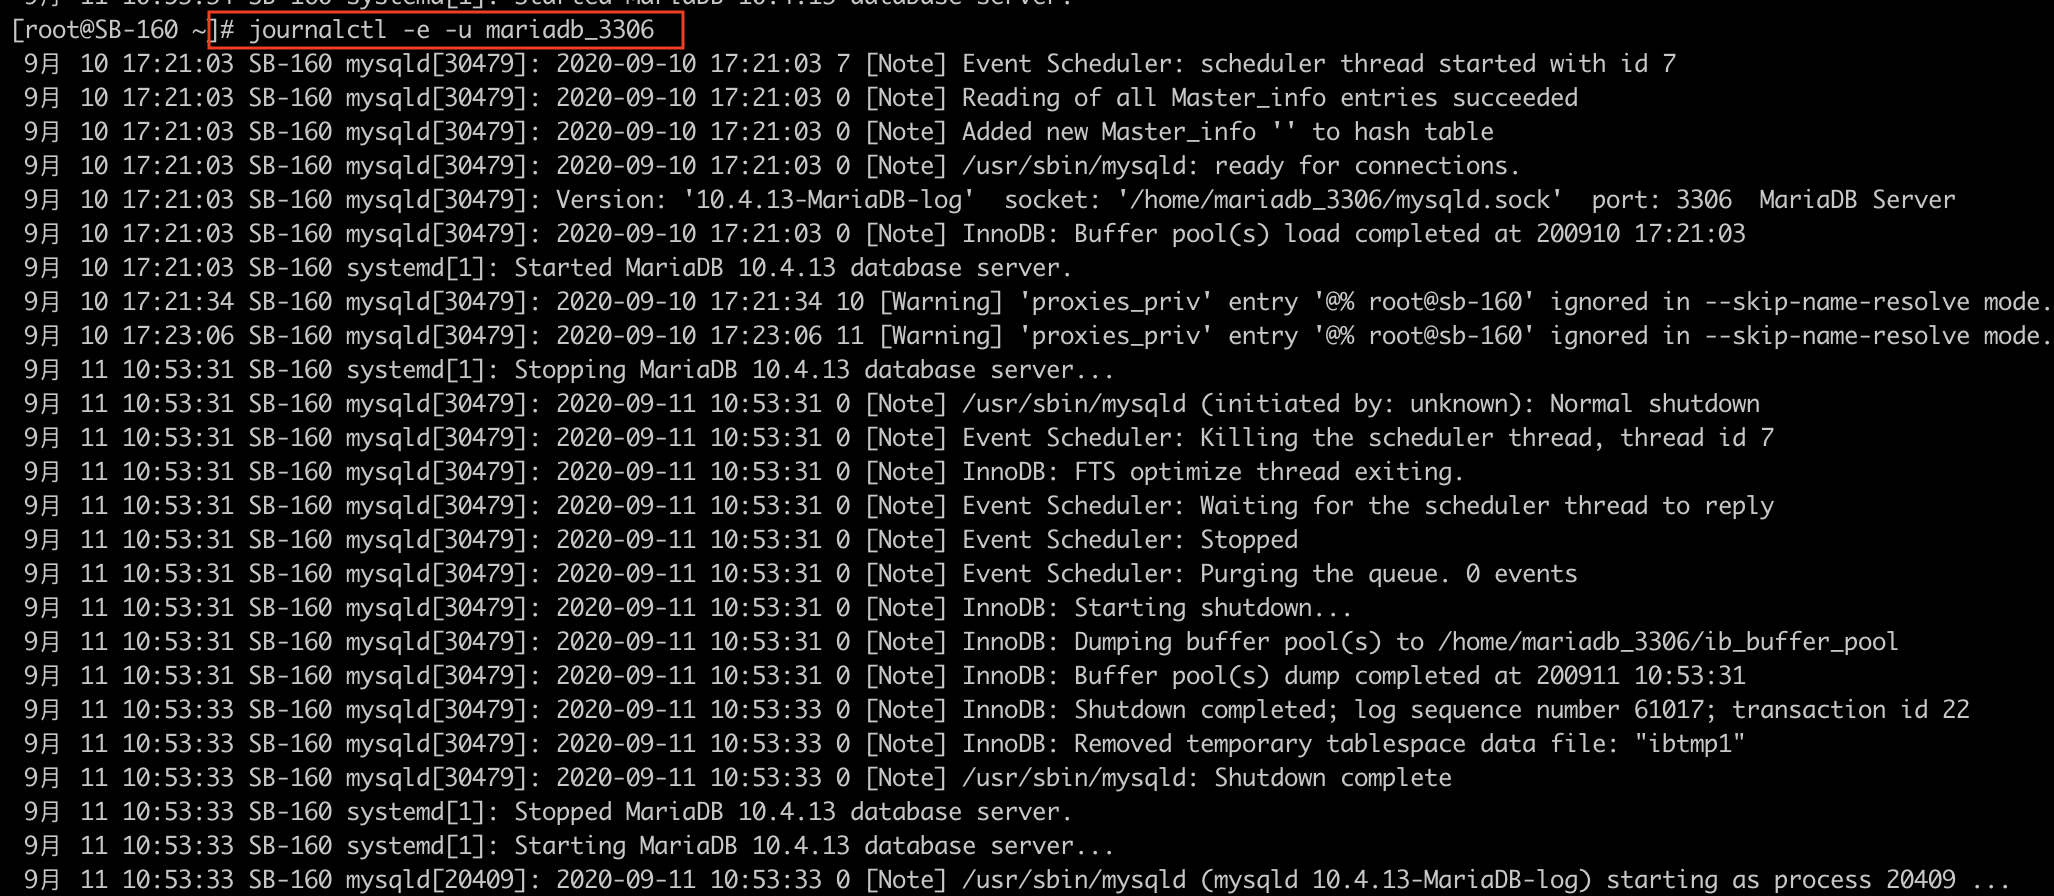 9月 11 10:53:34 SB-160 systemd[1]: Started MariaDB 10.4.13 database server.
[root@SB-160 ~]# journalctl -e -u mariadb_3306
9月 10 17:21:03 SB-160 mysqld[30479]: 2020-09-10 17:21:03 7 [Note] Event Scheduler: scheduler thread started with id 7
9月 10 17:21:03 SB-160 mysqld[30479]: 2020-09-10 17:21:03 0 [Note] Reading of all Master_info entries succeeded
9月 10 17:21:03 SB-160 mysqld[30479]: 2020-09-10 17:21:03 0 [Note] Added new Master_info '' to hash table
9月 10 17:21:03 SB-160 mysqld[30479]: 2020-09-10 17:21:03 0 [Note] /usr/sbin/mysqld: ready for connections.
9月 10 17:21:03 SB-160 mysqld[30479]: Version: '10.4.13-MariaDB-log'  socket: '/home/mariadb_3306/mysqld.sock'  port: 3306  MariaDB Server
9月 10 17:21:03 SB-160 mysqld[30479]: 2020-09-10 17:21:03 0 [Note] InnoDB: Buffer pool(s) load completed at 200910 17:21:03
9月 10 17:21:03 SB-160 systemd[1]: Started MariaDB 10.4.13 database server.
9月 10 17:21:34 SB-160 mysqld[30479]: 2020-09-10 17:21:34 10 [Warning] 'proxies_priv' entry '@% root@sb-160' ignored in --skip-name-resolve mode.
9月 10 17:23:06 SB-160 mysqld[30479]: 2020-09-10 17:23:06 11 [Warning] 'proxies_priv' entry '@% root@sb-160' ignored in --skip-name-resolve mode.
9月 11 10:53:31 SB-160 systemd[1]: Stopping MariaDB 10.4.13 database server...
9月 11 10:53:31 SB-160 mysqld[30479]: 2020-09-11 10:53:31 0 [Note] /usr/sbin/mysqld (initiated by: unknown): Normal shutdown
9月 11 10:53:31 SB-160 mysqld[30479]: 2020-09-11 10:53:31 0 [Note] Event Scheduler: Killing the scheduler thread, thread id 7
9月 11 10:53:31 SB-160 mysqld[30479]: 2020-09-11 10:53:31 0 [Note] InnoDB: FTS optimize thread exiting.
9月 11 10:53:31 SB-160 mysqld[30479]: 2020-09-11 10:53:31 0 [Note] Event Scheduler: Waiting for the scheduler thread to reply
9月 11 10:53:31 SB-160 mysqld[30479]: 2020-09-11 10:53:31 0 [Note] Event Scheduler: Stopped
9月 11 10:53:31 SB-160 mysqld[30479]: 2020-09-11 10:53:31 0 [Note] Event Scheduler: Purging the queue. 0 events
9月 11 10:53:31 SB-160 mysqld[30479]: 2020-09-11 10:53:31 0 [Note] InnoDB: Starting shutdown...
9月 11 10:53:31 SB-160 mysqld[30479]: 2020-09-11 10:53:31 0 [Note] InnoDB: Dumping buffer pool(s) to /home/mariadb_3306/ib_buffer_pool
9月 11 10:53:31 SB-160 mysqld[30479]: 2020-09-11 10:53:31 0 [Note] InnoDB: Buffer pool(s) dump completed at 200911 10:53:31
9月 11 10:53:33 SB-160 mysqld[30479]: 2020-09-11 10:53:33 0 [Note] InnoDB: Shutdown completed; log sequence number 61017; transaction id 22
9月 11 10:53:33 SB-160 mysqld[30479]: 2020-09-11 10:53:33 0 [Note] InnoDB: Removed temporary tablespace data file: "ibtmp1"
9月 11 10:53:33 SB-160 mysqld[30479]: 2020-09-11 10:53:33 0 [Note] /usr/sbin/mysqld: Shutdown complete
9月 11 10:53:33 SB-160 systemd[1]: Stopped MariaDB 10.4.13 database server.
9月 11 10:53:33 SB-160 systemd[1]: Starting MariaDB 10.4.13 database server...
9月 11 10:53:33 SB-160 mysqld[20409]: 2020-09-11 10:53:33 0 [Note] /usr/sbin/mysqld (mysqld 10.4.13-MariaDB-log) starting as process 20409 ...